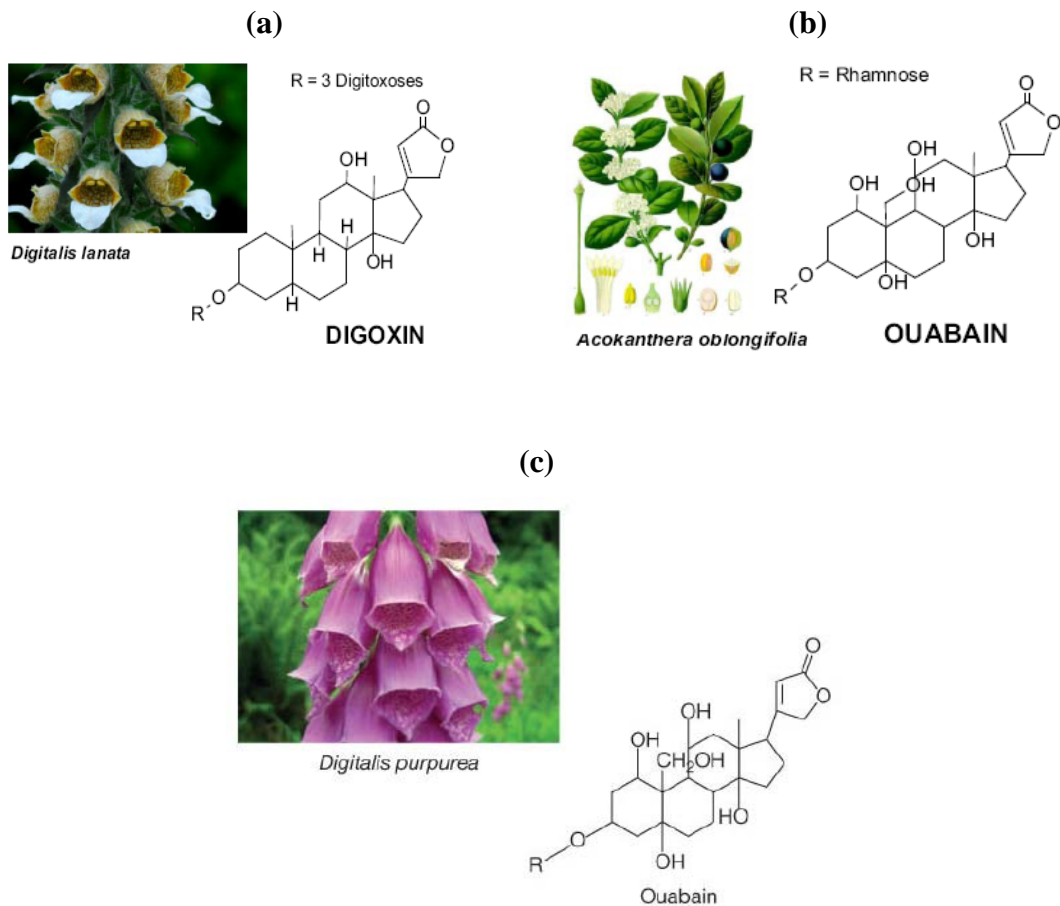 (a)
(b)
R = 3 Digitoxoses
R = Rhamnose
O
O
OH
H
H
OH
H
O
R
Digitalis lanata
DIGOXIN
O
O
OH
OH
OH
OH
OH
O
R
Acokanthera oblongifolia
OUABAIN
(c)
Digitalis purpurea
O
O
OH
OH
CH2OH
HO
O
OH
R
Ouabain